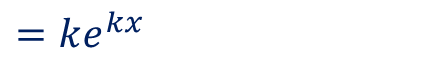 = ke^{kx}